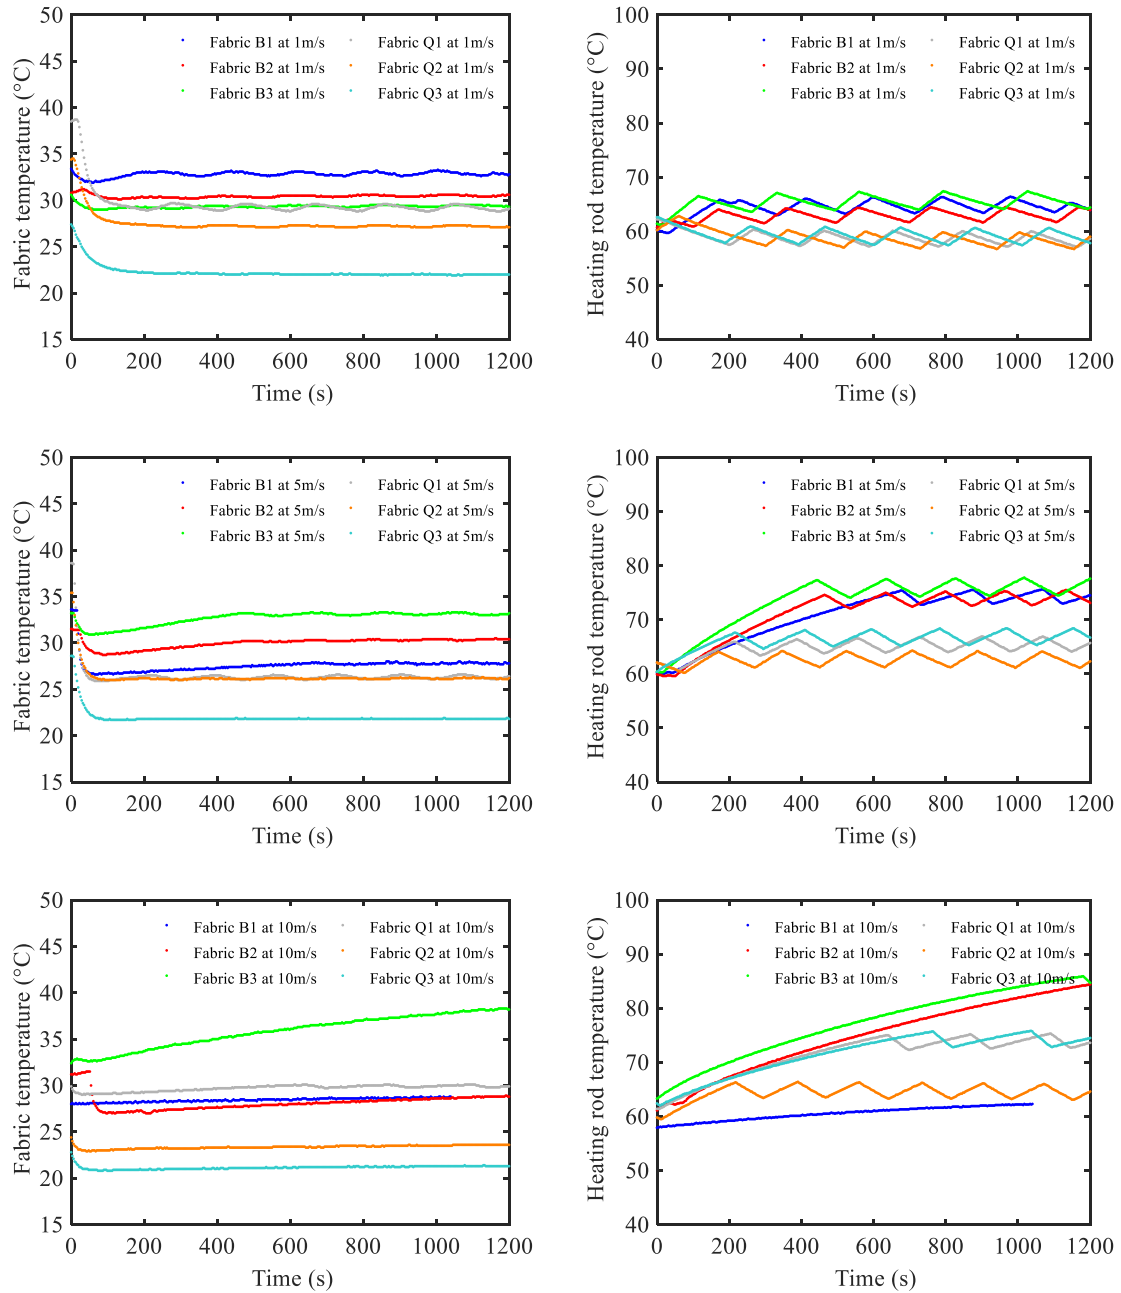 Fabric temperature (°C)
50
45
40
35
30
25
20
15
Fabric B1 at 1m/s
Fabric B2 at 1m/s
Fabric B3 at 1m/s
Fabric Q1 at 1m/s
Fabric Q2 at 1m/s
Fabric Q3 at 1m/s
0 200 400 600 800 1000 1200
Time (s)
Heating rod temperature (°C)
100
90
80
70
60
50
40
Fabric B1 at 1m/s
Fabric B2 at 1m/s
Fabric B3 at 1m/s
Fabric Q1 at 1m/s
Fabric Q2 at 1m/s
Fabric Q3 at 1m/s
0 200 400 600 800 1000 1200
Time (s)
Fabric temperature (°C)
50
45
40
35
30
25
20
15
Fabric B1 at 5m/s
Fabric B2 at 5m/s
Fabric B3 at 5m/s
Fabric Q1 at 5m/s
Fabric Q2 at 5m/s
Fabric Q3 at 5m/s
0 200 400 600 800 1000 1200
Time (s)
Heating rod temperature (°C)
100
90
80
70
60
50
40
Fabric B1 at 5m/s
Fabric B2 at 5m/s
Fabric B3 at 5m/s
Fabric Q1 at 5m/s
Fabric Q2 at 5m/s
Fabric Q3 at 5m/s
0 200 400 600 800 1000 1200
Time (s)
Fabric temperature (°C)
50
45
40
35
30
25
20
15
Fabric B1 at 10m/s
Fabric B2 at 10m/s
Fabric B3 at 10m/s
Fabric Q1 at 10m/s
Fabric Q2 at 10m/s
Fabric Q3 at 10m/s
0 200 400 600 800 1000 1200
Time (s)
Heating rod temperature (°C)
100
90
80
70
60
50
40
Fabric B1 at 10m/s
Fabric B2 at 10m/s
Fabric B3 at 10m/s
Fabric Q1 at 10m/s
Fabric Q2 at 10m/s
Fabric Q3 at 10m/s
0 200 400 600 800 1000 1200
Time (s)